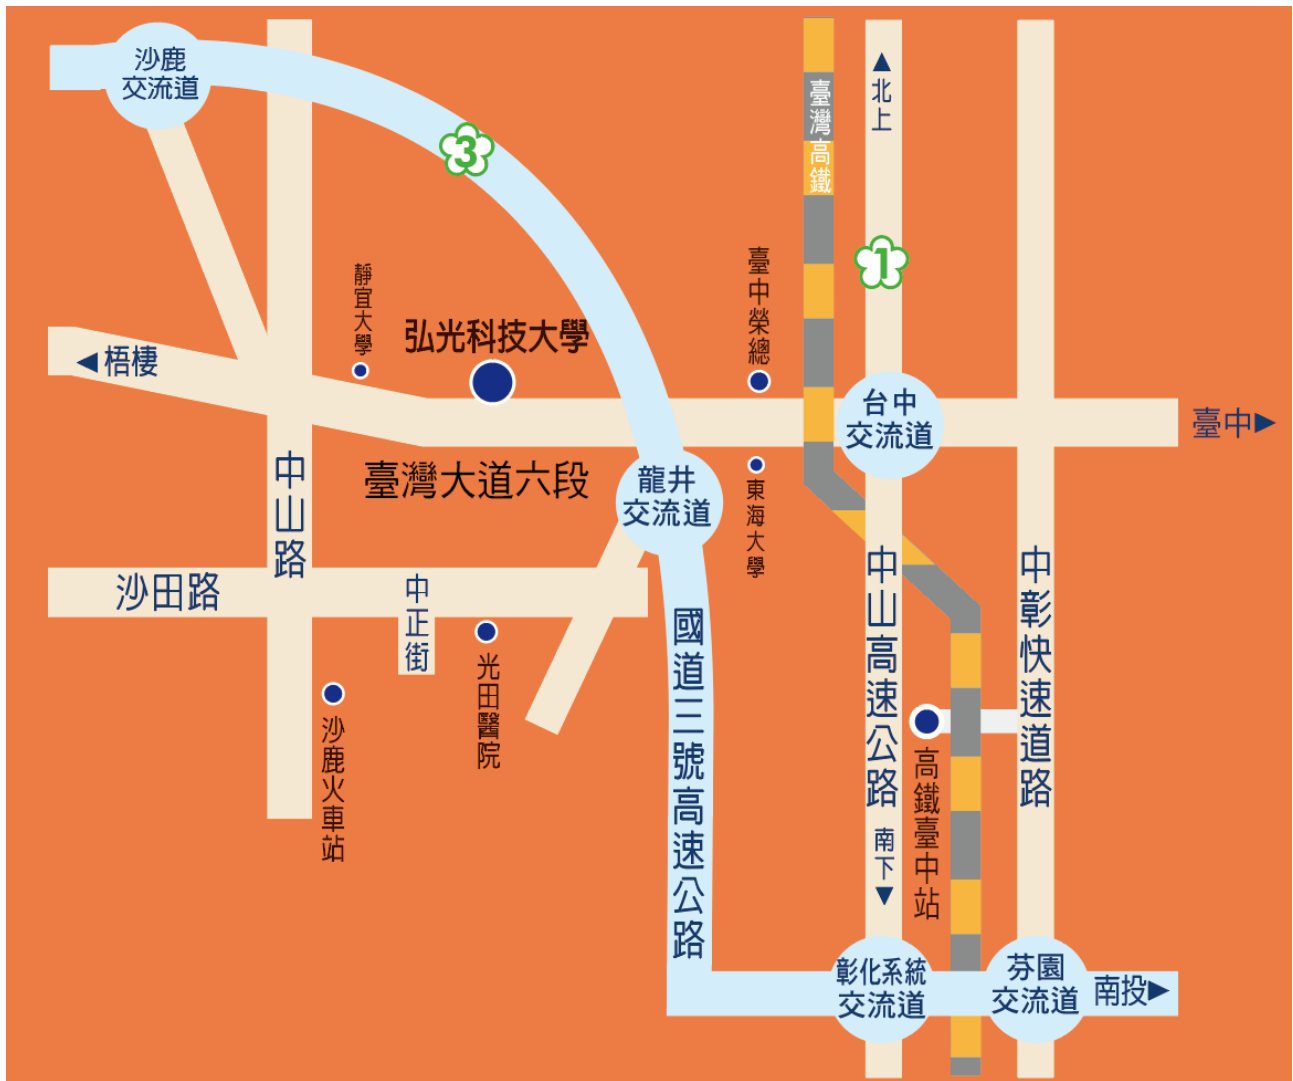 沙鹿
交流道
3
臺灣高鐵
北上
1
靜宜大學
弘光科技大學
臺中榮總
梧棲
台中
交流道
臺中
中山路
臺灣大道六段
龍井
交流道
東海大學
沙田路
中正街
光田醫院
沙鹿火車站
國道三號高速公路
中山高速公路
南下
中彰快速道路
高鐵臺中站
彰化系統
交流道
芬園
交流道
南投